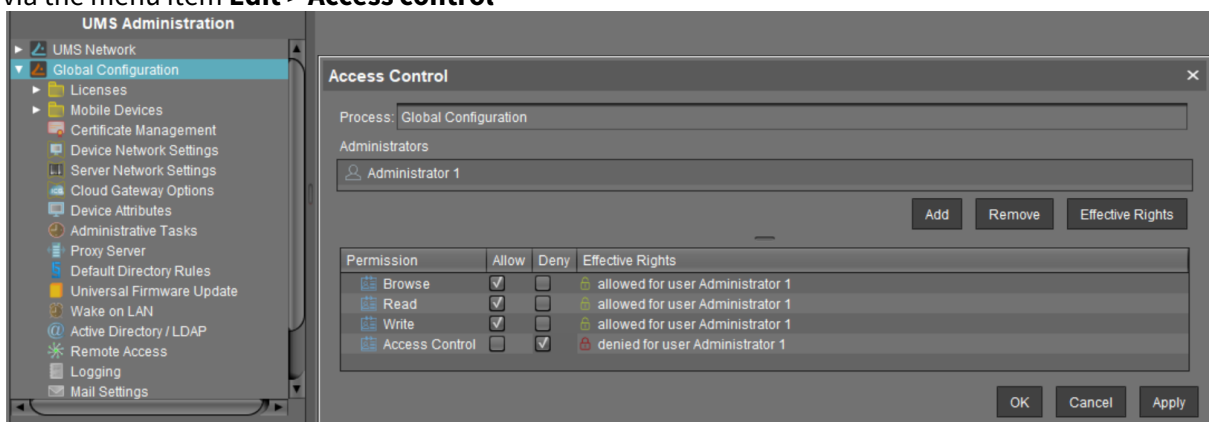 via the menu item Edit > Access control
UMS Administration
UMS Network
Global Configuration
Licenses
Mobile Devices
Certificate Management
Device Network Settings
Server Network Settings
Cloud Gateway Options
Device Attributes
Administrative Tasks
Proxy Server
Default Directory Rules
Universal Firmware Update
Wake on LAN
Active Directory / LDAP
Remote Access
Logging
Mail Settings
Access Control
Process: Global Configuration
Administrators
Administrator 1
Add Remove Effective Rights
Permission Allow Deny Effective Rights
Browse allowed for user Administrator 1
Read allowed for user Administrator 1
Write allowed for user Administrator 1
Access Control denied for user Administrator 1
OK Cancel Apply